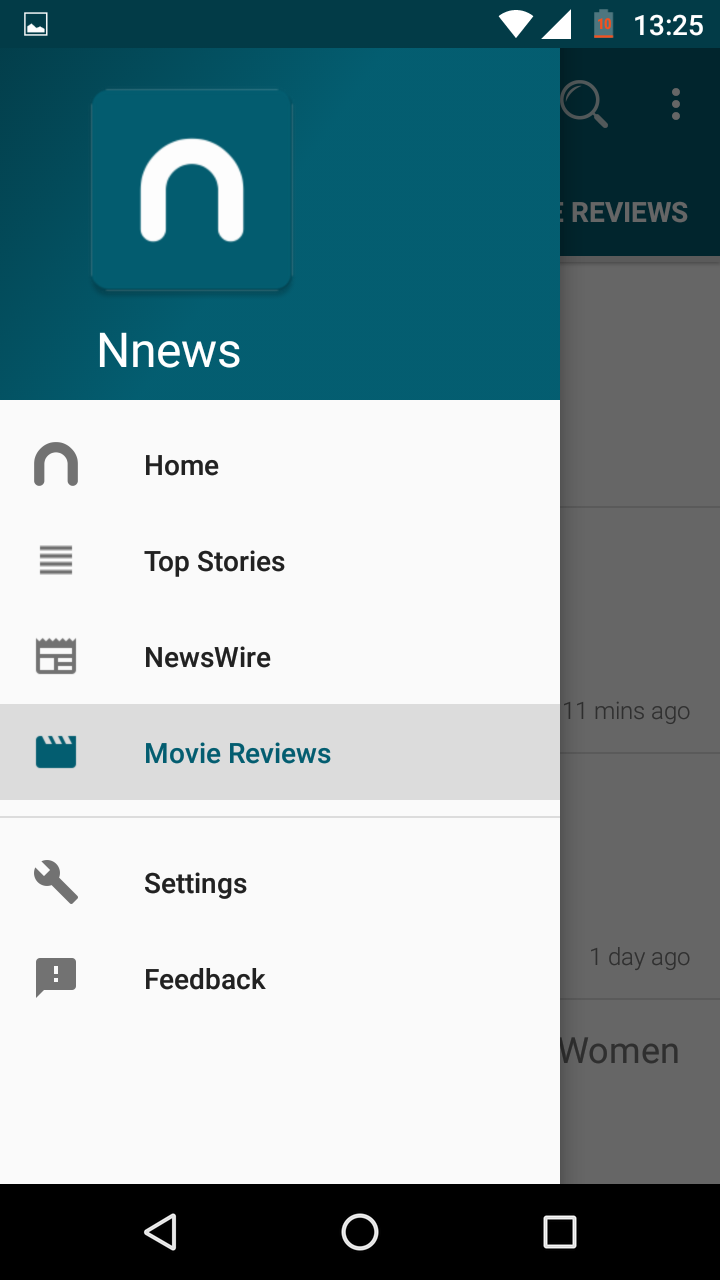 10 13:25
E REVIEWS
Nnews
Home
Top Stories
NewsWire
11 mins ago
Movie Reviews
Settings
1 day ago
Feedback
Women